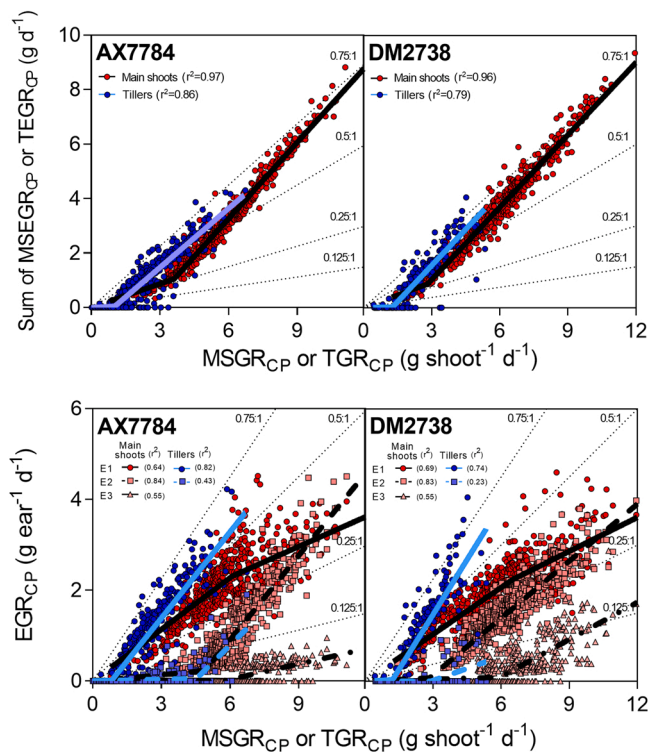 AX7784
Main shoots (r²=0.97)
Tillers (r²=0.86)
0.75:1
0.5:1
0.25:1
0.125:1
DM2738
Main shoots (r²=0.96)
Tillers (r²=0.79)
0.75:1
0.5:1
0.25:1
0.125:1
Sum of MSEGR_CP or TEGR_CP (g d⁻¹)
10
8
6
4
2
0
0 3 6 9 0 3 6 9 12
MSGR_CP or TGR_CP (g shoot⁻¹ d⁻¹)
AX7784
Main shoots (r²) Tillers (r²)
E1 (0.64) (0.82)
E2 (0.84) (0.43)
E3 (0.55)
0.75:1
0.5:1
0.25:1
0.125:1
DM2738
Main shoots (r²) Tillers (r²)
E1 (0.69) (0.74)
E2 (0.83) (0.23)
E3 (0.55)
0.75:1
0.5:1
0.25:1
0.125:1
EGR_CP (g ear⁻¹ d⁻¹)
6
4
2
0
0 3 6 9 0 3 6 9 12
MSGR_CP or TGR_CP (g shoot⁻¹ d⁻¹)